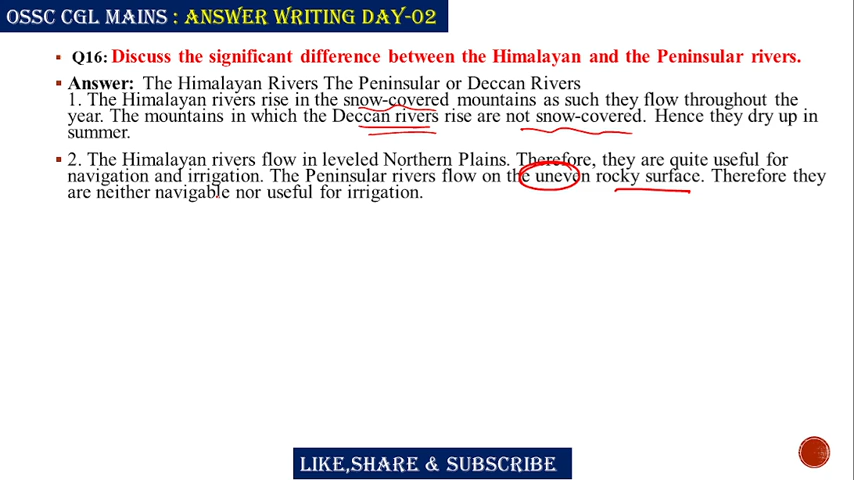 OSSC CGL MAINS : ANSWER WRITING DAY-02
▪ Q16: Discuss the significant difference between the Himalayan and the Peninsular rivers.
▪ Answer: The Himalayan Rivers The Peninsular or Deccan Rivers
1. The Himalayan rivers rise in the snow-covered mountains as such they flow throughout the
year. The mountains in which the Deccan rivers rise are not snow-covered. Hence they dry up in
summer.
▪ 2. The Himalayan rivers flow in leveled Northern Plains. Therefore, they are quite useful for
navigation and irrigation. The Peninsular rivers flow on the uneven rocky surface. Therefore they
are neither navigable nor useful for irrigation.
LIKE,SHARE & SUBSCRIBE